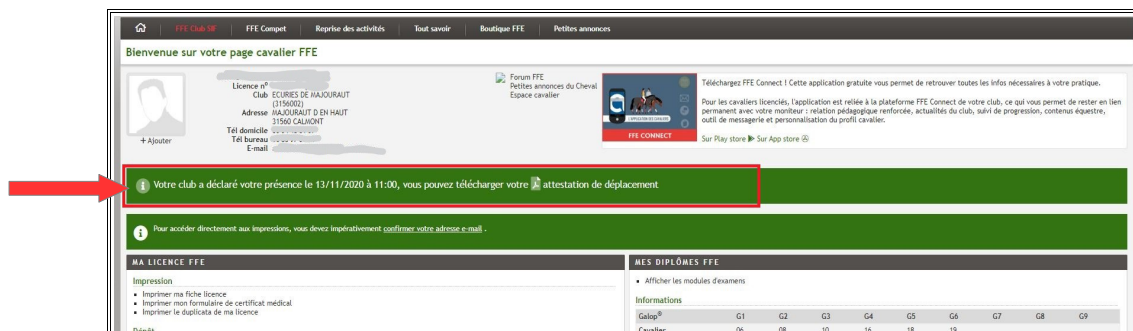 FFE Club SIF FFE Compet Reprise des activités Tout savoir Boutique FFE Petites annonces
Bienvenue sur votre page cavalier FFE
+ Ajouter
Licence n°
Club ECURIES DE MAJOURAUT
(3156002)
Adresse MAJOURAUT D EN HAUT
31560 CALMONT
Tél domicile
Tél bureau
E-mail
Forum FFE
Petites annonces du Cheval
Espace cavalier
FFE CONNECT
Téléchargez FFE Connect ! Cette application gratuite vous permet de retrouver toutes les infos nécessaires à votre pratique.
Pour les cavaliers licenciés, l'application est reliée à la plateforme FFE Connect de votre club, ce qui vous permet de rester en lien
permanent avec votre moniteur : relation pédagogique renforcée, actualités du club, suivi de progression, contenus équestre,
outil de messagerie et personnalisation du profil cavalier.
Sur Play store Sur App store
Votre club a déclaré votre présence le 13/11/2020 à 11:00, vous pouvez télécharger votre attestation de déplacement
Pour accéder directement aux impressions, vous devez impérativement confirmer votre adresse e-mail .
MA LICENCE FFE
Impression
Imprimer ma fiche licence
Imprimer mon formulaire de certificat médical
Imprimer le duplicata de ma licence
Dépôt
MES DIPLÔMES FFE
Afficher les modules d'examens
Informations
Galop® G1 G2 G3 G4 G5 G6 G7 G8 G9
Cavalier 06 08 10 16 18 19